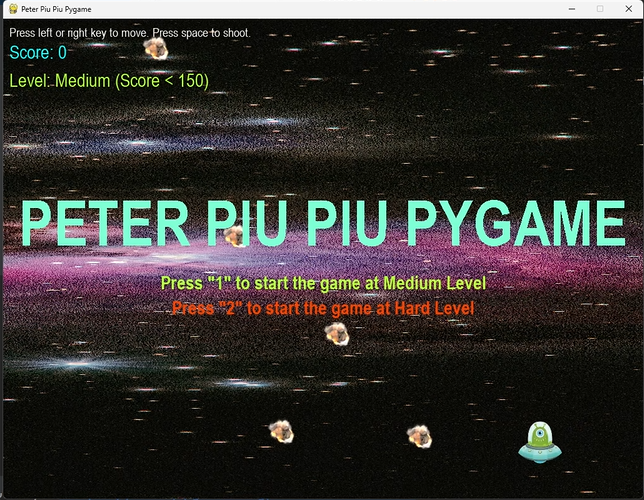 Peter Piu Piu Pygame
Press left or right key to move. Press space to shoot.
Score: 0
Level: Medium (Score < 150)
PETER PIU PIU PYGAME
Press "1" to start the game at Medium Level
Press "2" to start the game at Hard Level